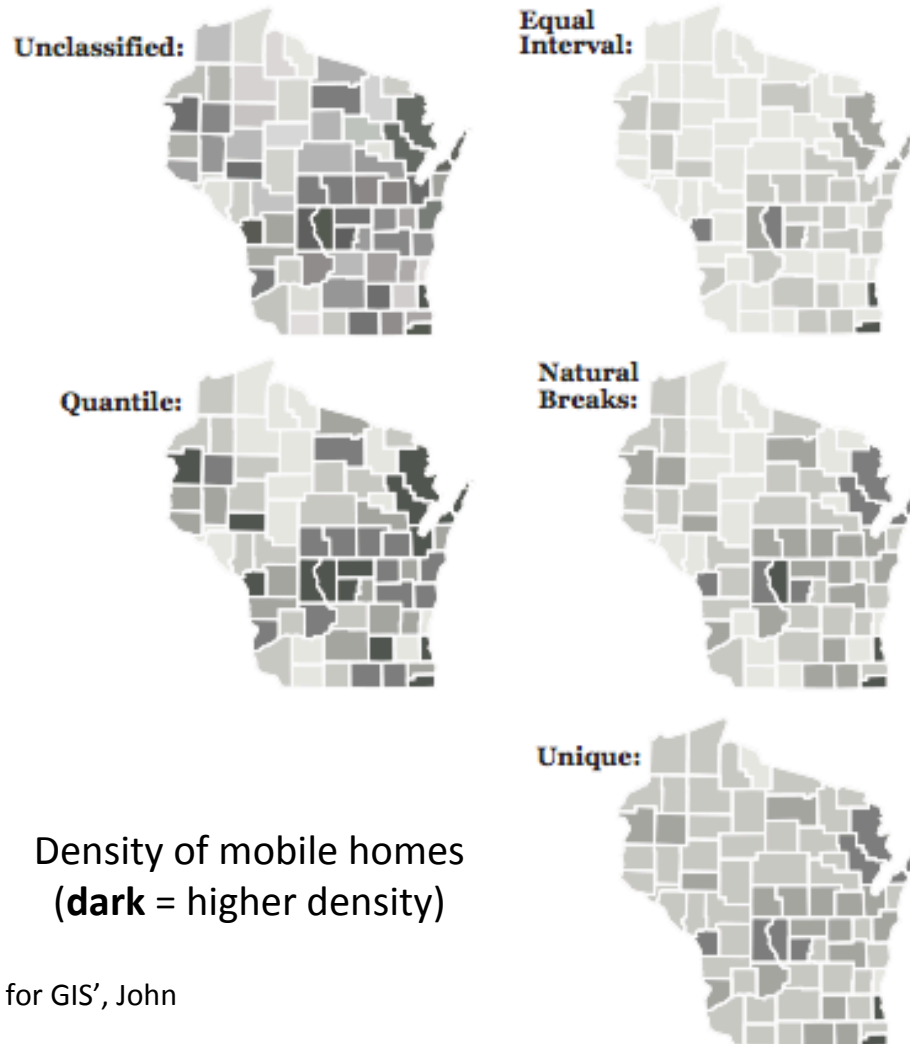 Unclassified:
Equal
Interval:
Quantile:
Natural
Breaks:
Unique:
Density of mobile homes
(dark = higher density)
for GIS’, John